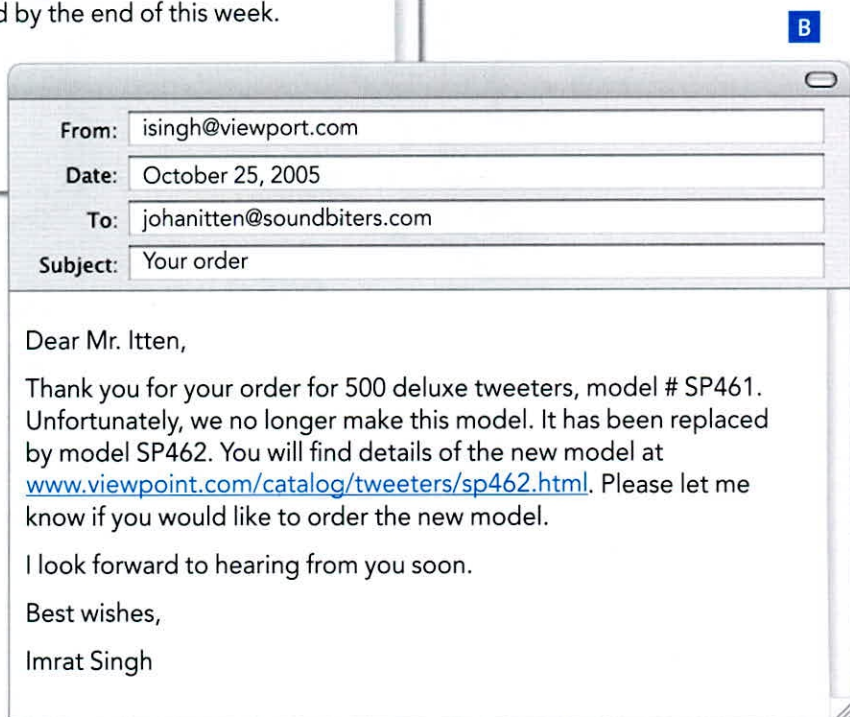 d by the end of this week.
B
From: isingh@viewport.com
Date: October 25, 2005
To: johanitten@soundbiters.com
Subject: Your order
Dear Mr. Itten,
Thank you for your order for 500 deluxe tweeters, model # SP461.
Unfortunately, we no longer make this model. It has been replaced
by model SP462. You will find details of the new model at
www.viewpoint.com/catalog/tweeters/sp462.html. Please let me
know if you would like to order the new model.
I look forward to hearing from you soon.
Best wishes,
Imrat Singh